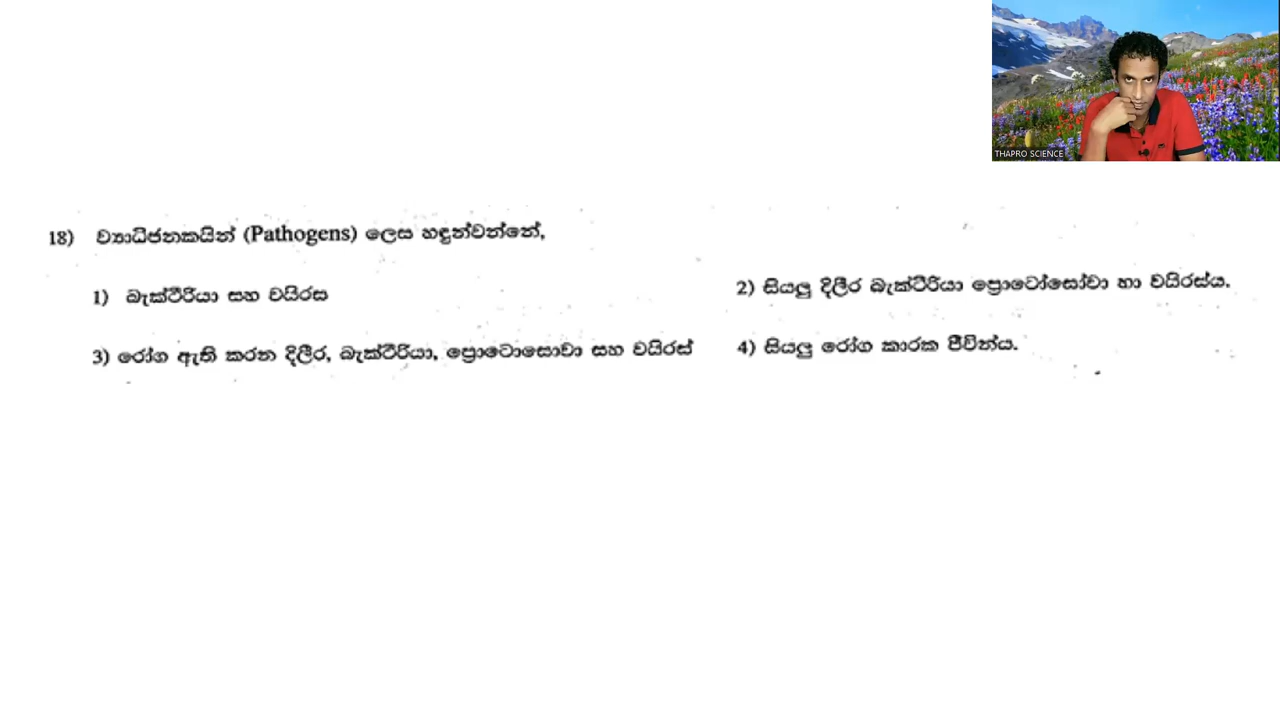 THAPRO SCIENCE
18) ව්‍යාධිජනකයින් (Pathogens) ලෙස හඳුන්වන්නේ,
1) බැක්ටීරියා සහ වයිරස
2) සියලු දිලීර බැක්ටීරියා ප්‍රොටෝසෝවා හා වයිරස්ය.
3) රෝග ඇති කරන දිලීර, බැක්ටීරියා, ප්‍රොටොසොවා සහ වයිරස්
4) සියලු රෝග කාරක ජීවීන්ය.